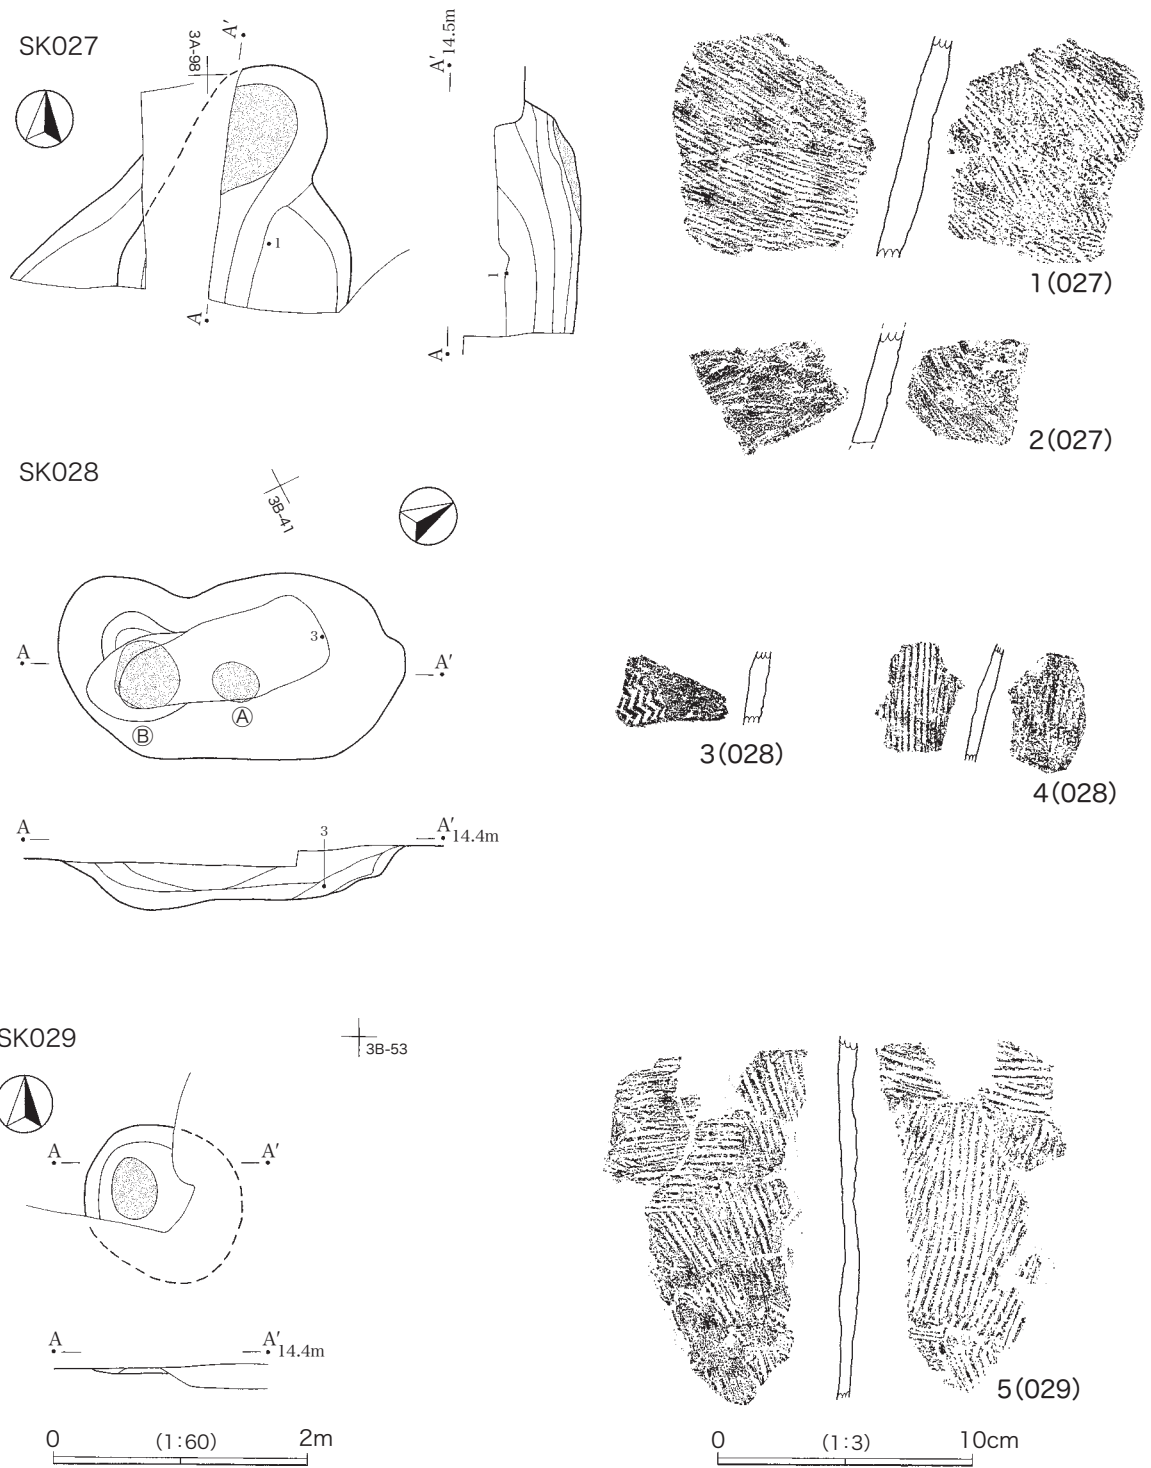 SK027
3A-98
A'
A
1
A'
14.5m
1
A
1(027)
2(027)
SK028
3B-41
A
A'
3
Ⓐ
Ⓑ
A
3
A'
14.4m
3(028)
4(028)
SK029
3B-53
A
A'
A
A'
14.4m
0 (1:60) 2m
5(029)
0 (1:3) 10cm